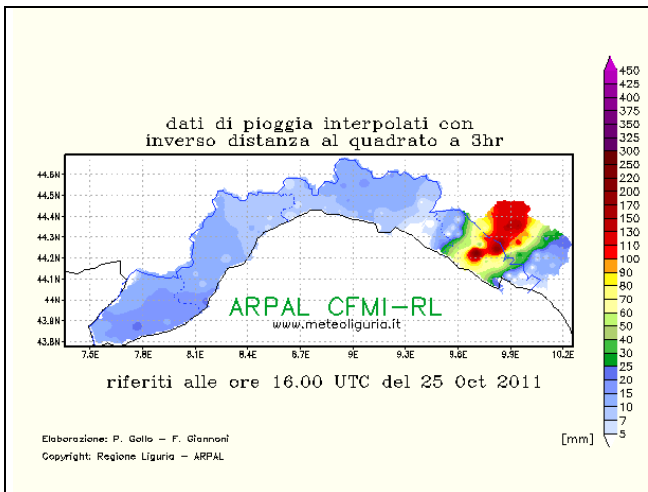 dati di pioggia interpolati con
inverso distanza al quadrato a 3hr
44.6N
44.5N
44.4N
44.3N
44.2N
44.1N
44N
43.9N
43.8N
7.5E 7.8E 8.1E 8.4E 8.7E 9E 9.3E 9.6E 9.9E 10.2E
ARPAL CFMI-RL
www.meteoliguria.it
riferiti alle ore 16.00 UTC del 25 Oct 2011
450
425
400
375
350
325
300
250
220
200
170
150
130
110
100
90
80
70
60
50
40
30
25
20
15
10
7
5
[mm]
Elaborazione: P. Gollo - F. Giannoni
Copyright: Regione Liguria - ARPAL